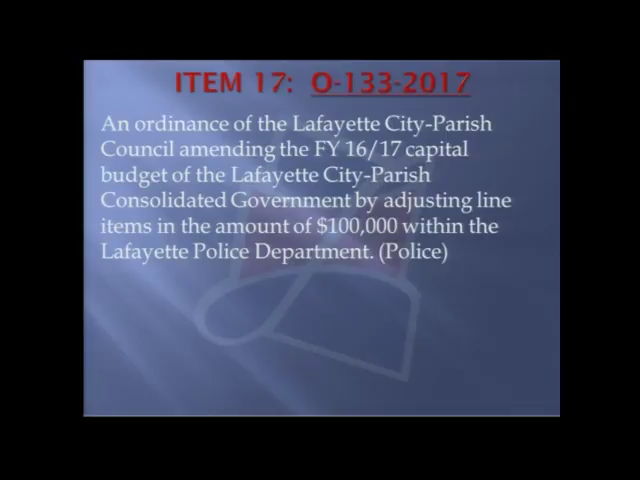 ITEM 17: O-133-2017
An ordinance of the Lafayette City-Parish
Council amending the FY 16/17 capital
budget of the Lafayette City-Parish
Consolidated Government by adjusting line
items in the amount of $100,000 within the
Lafayette Police Department. (Police)